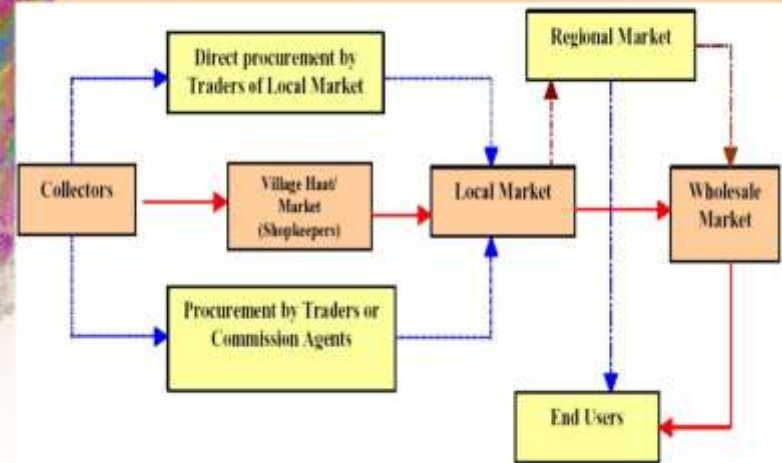 Regional Market
Direct procurement by
Traders of Local Market
Collectors
Village Haat/
Market
(Shopkeepers)
Local Market
Wholesale
Market
Procurement by Traders or
Commission Agents
End Users